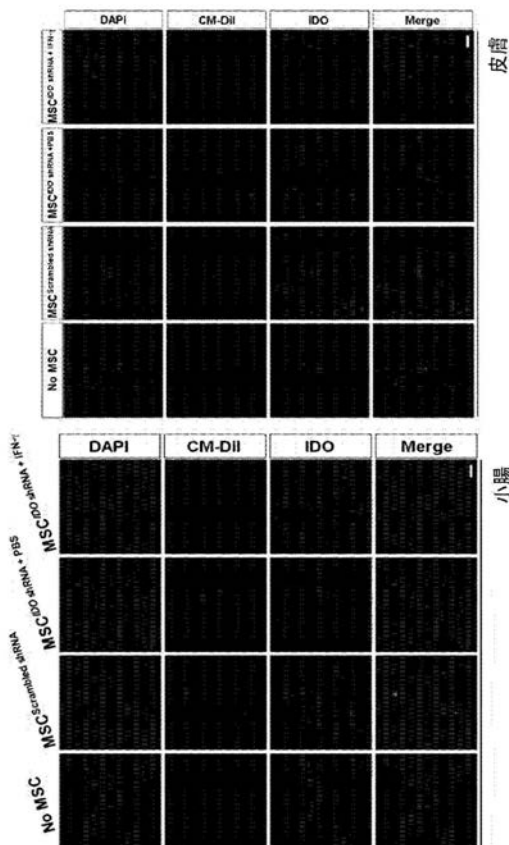 DAPI
CM-DiI
IDO
Merge
MSC IDO shRNA + IFN-γ
MSC IDO shRNA +PBS
MSC Scrambled shRNA
No MSC
皮膚
DAPI
CM-DiI
IDO
Merge
MSC IDO shRNA + IFN-γ
MSC IDO shRNA + PBS
MSC Scrambled shRNA
No MSC
小腸